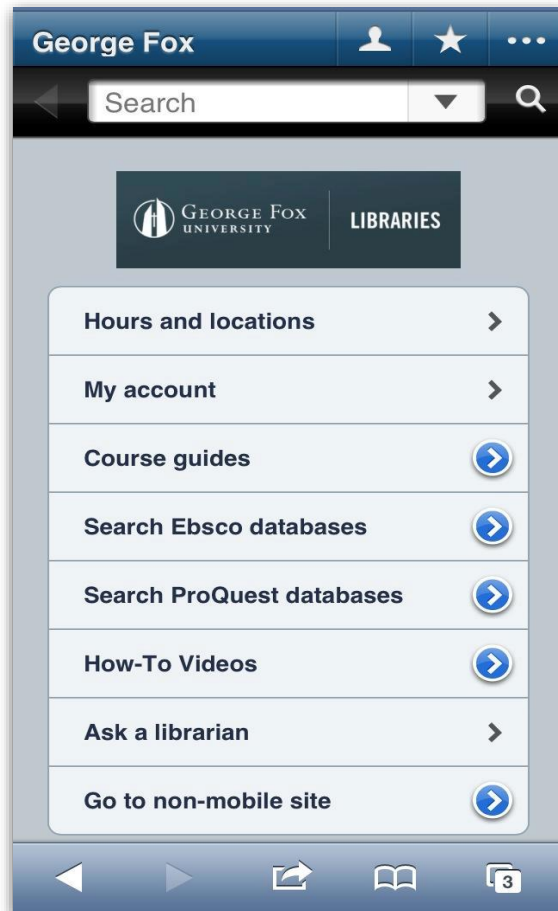 George Fox
Search
GEORGE FOX
UNIVERSITY
LIBRARIES
Hours and locations
My account
Course guides
Search Ebsco databases
Search ProQuest databases
How-To Videos
Ask a librarian
Go to non-mobile site
3